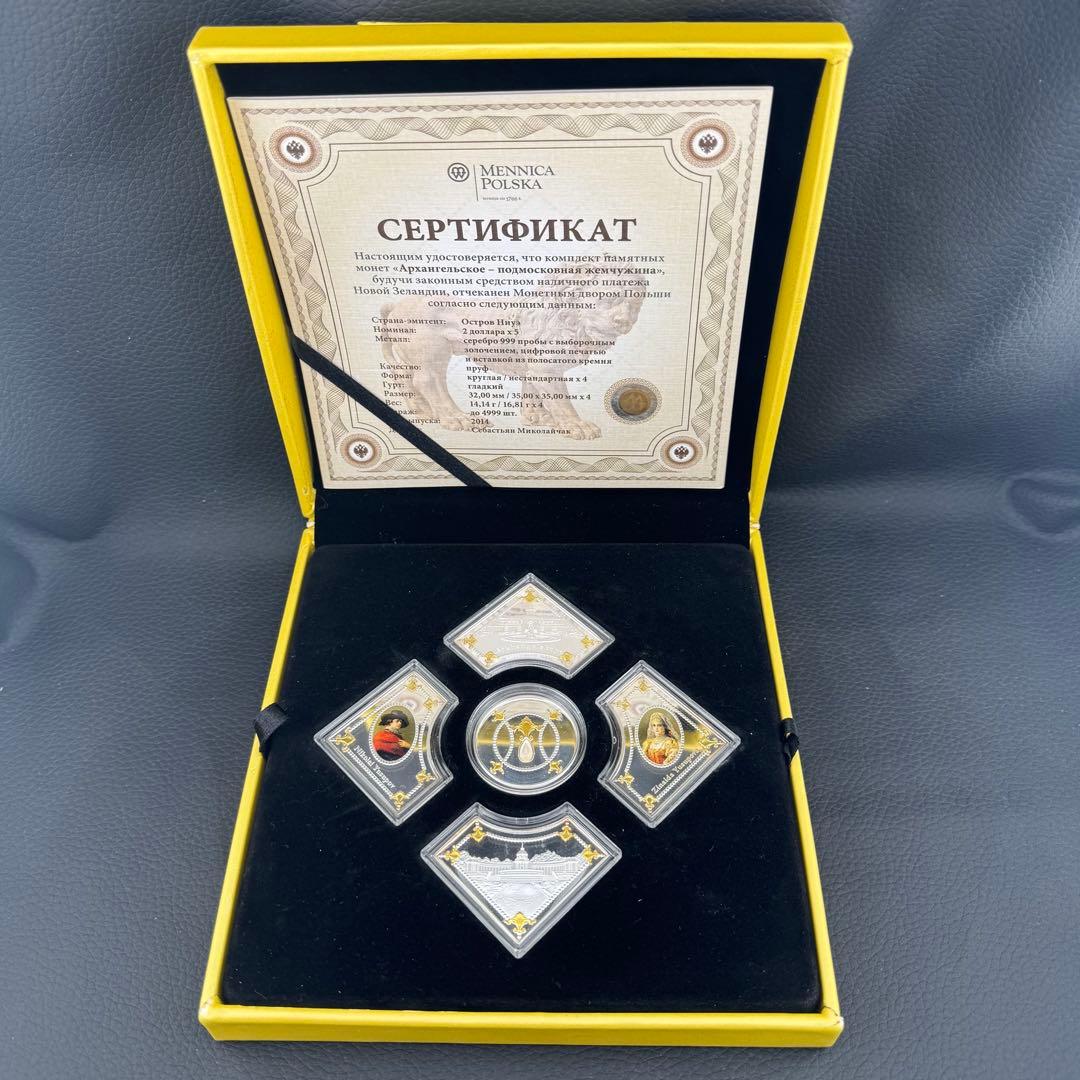 MENNICA
POLSKA
СЕРТИФИКАТ
Настоящим удостоверяется, что комплект памятных
монет «Архангельское – подмосковная жемчужина»,
будучи законным средством наличного платежа
Новой Зеландии, отчеканен Монетным двором Польши
согласно следующим данным:
Страна-эмитент: Остров Ниуэ
Номинал: 2 доллара х 5
Металл: серебро 999 пробы с выборочным
золочением, цифровой печатью
и вставкой из полосатого кремня
Качество: пруф
Форма: круглая / нестандартная х 4
Гурт: гладкий
Размер: 32,00 мм / 35,00 х 35,00 мм х 4
Вес: 14,14 г / 16,81 г х 4
до 4999 шт.
2014
Себастьян Миколайчак
Nikolai Yusupov
Zinaida Yusupov